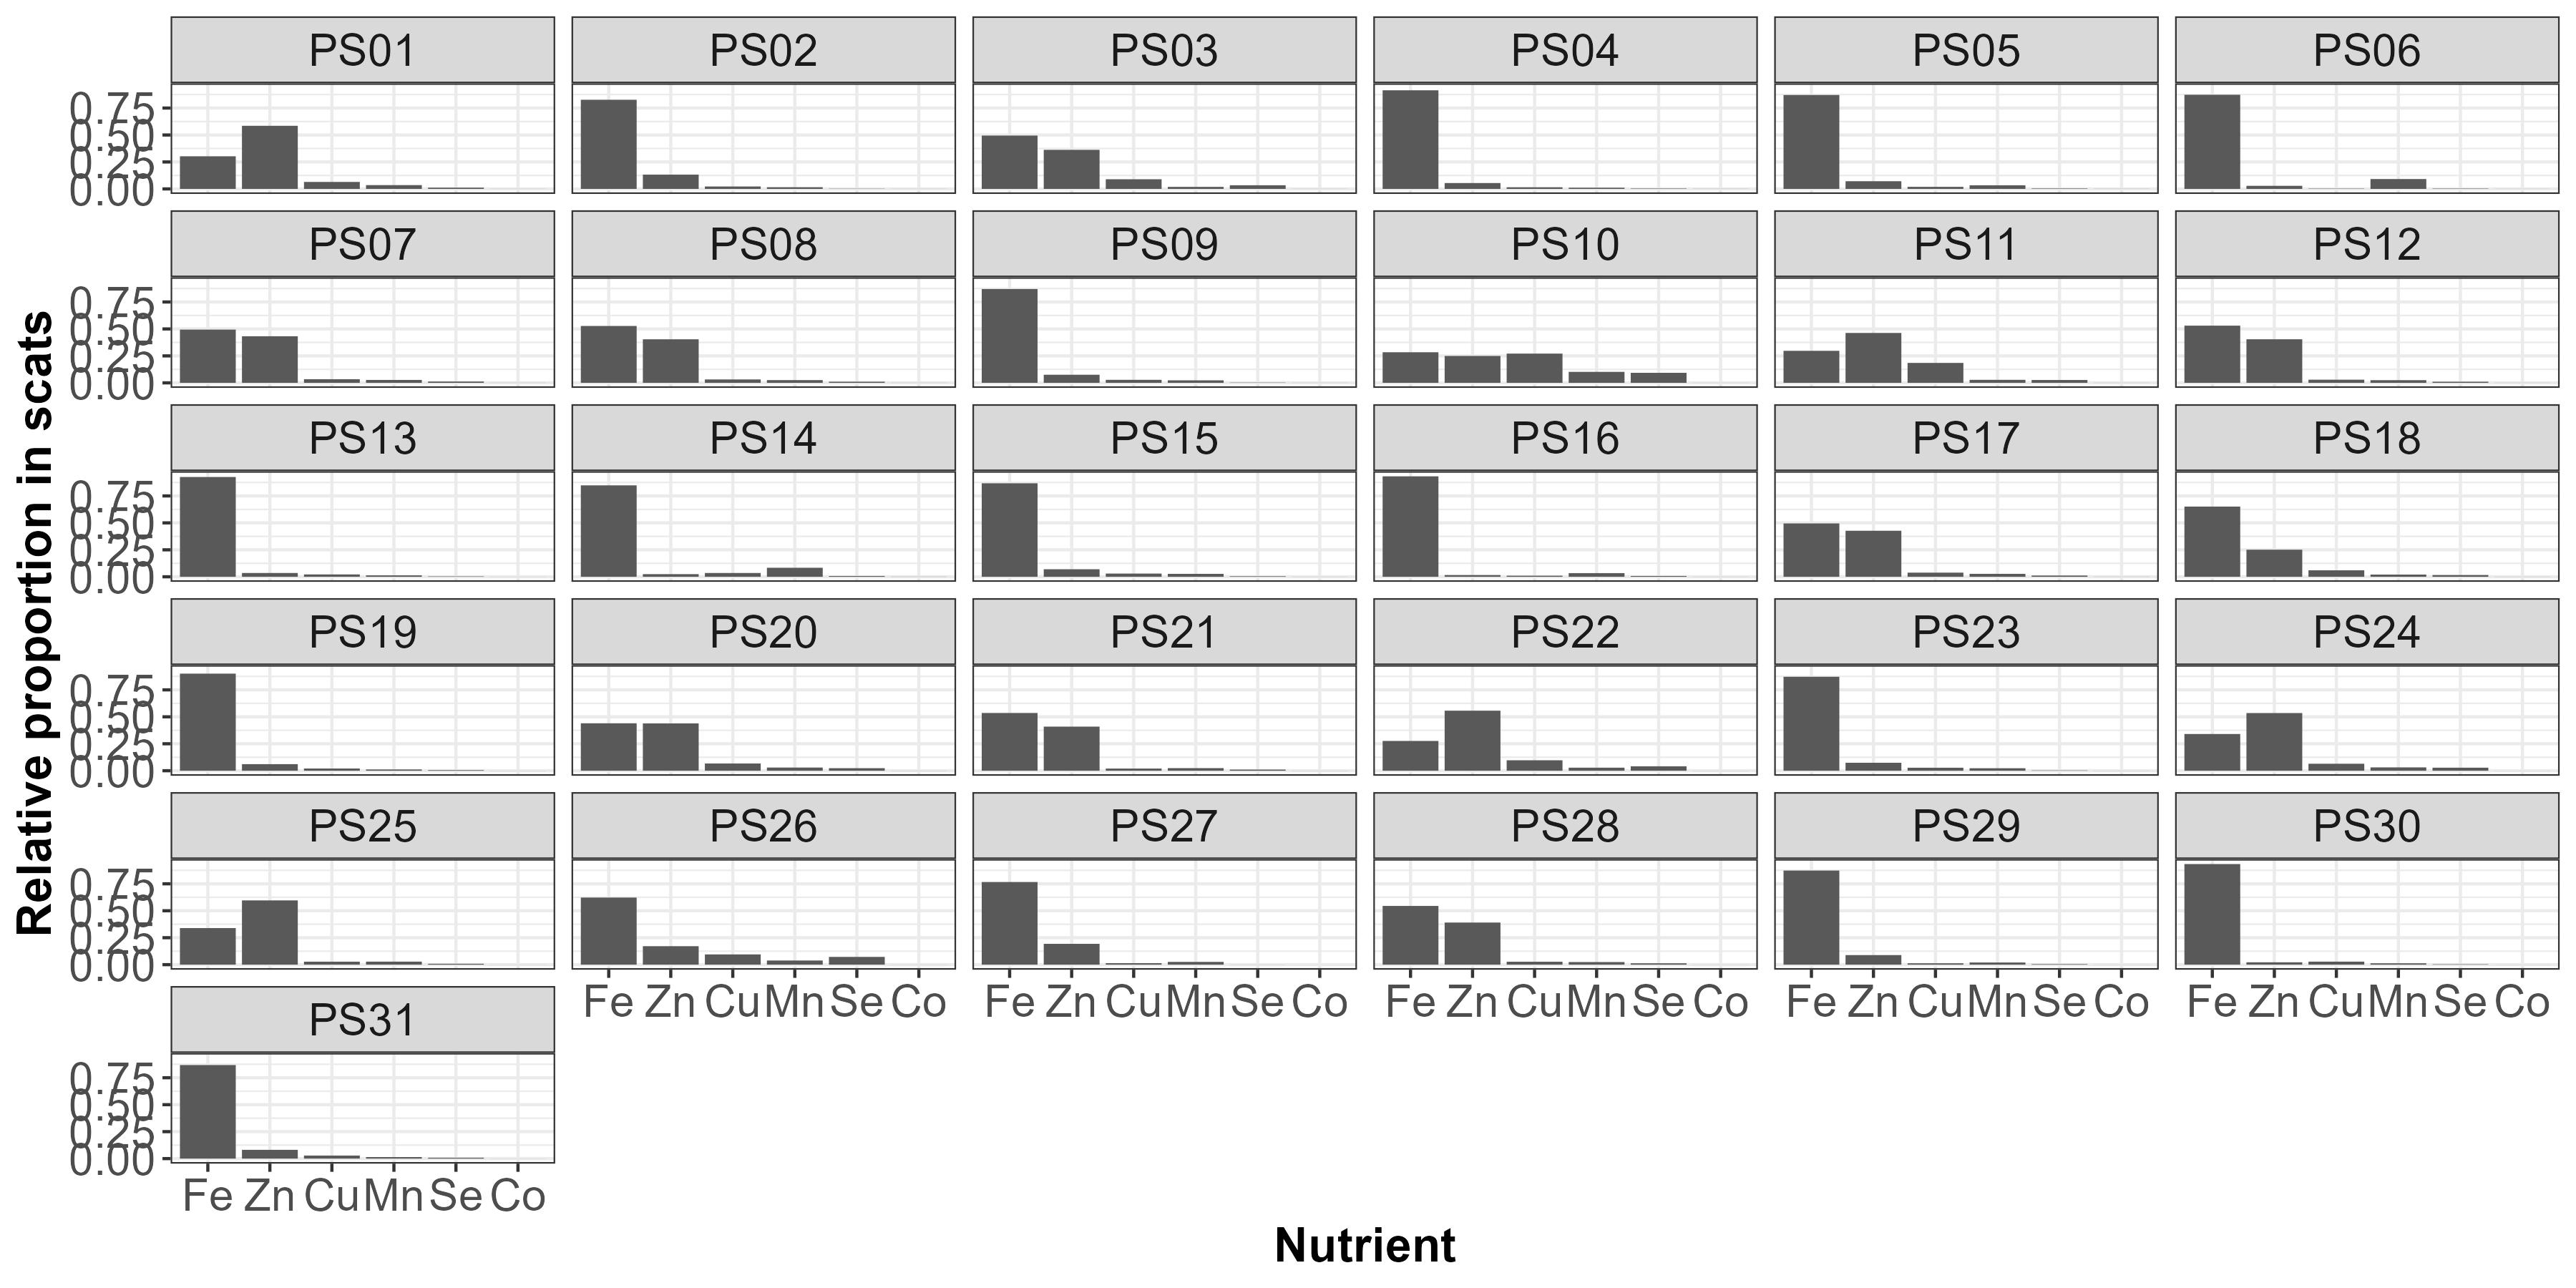 PS01 PS02 PS03 PS04 PS05 PS06
0.75
0.50
0.25
0.00
PS07 PS08 PS09 PS10 PS11 PS12
0.75
0.50
0.25
0.00
PS13 PS14 PS15 PS16 PS17 PS18
0.75
0.50
0.25
0.00
PS19 PS20 PS21 PS22 PS23 PS24
0.75
0.50
0.25
0.00
PS25 PS26 PS27 PS28 PS29 PS30
0.75
0.50
0.25
0.00
Fe Zn Cu Mn Se Co Fe Zn Cu Mn Se Co Fe Zn Cu Mn Se Co Fe Zn Cu Mn Se Co Fe Zn Cu Mn Se Co
PS31
0.75
0.50
0.25
0.00
Fe Zn Cu Mn Se Co
Relative proportion in scats
Nutrient